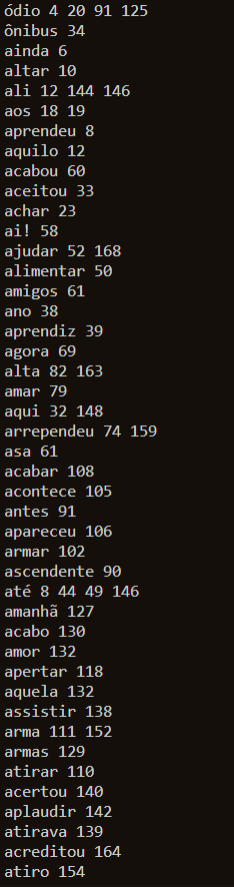 ódio 4 20 91 125
ônibus 34
ainda 6
altar 10
ali 12 144 146
aos 18 19
aprendeu 8
aquilo 12
acabou 60
aceitou 33
achar 23
ai! 58
ajudar 52 168
alimentar 50
amigos 61
ano 38
aprendiz 39
agora 69
alta 82 163
amar 79
aqui 32 148
arrependeu 74 159
asa 61
acabar 108
acontece 105
antes 91
apareceu 106
armar 102
ascendente 90
até 8 44 49 146
amanhã 127
acabo 130
amor 132
apertar 118
aquela 132
assistir 138
arma 111 152
armas 129
atirar 110
acertou 140
aplaudir 142
atirava 139
acreditou 164
atiro 154